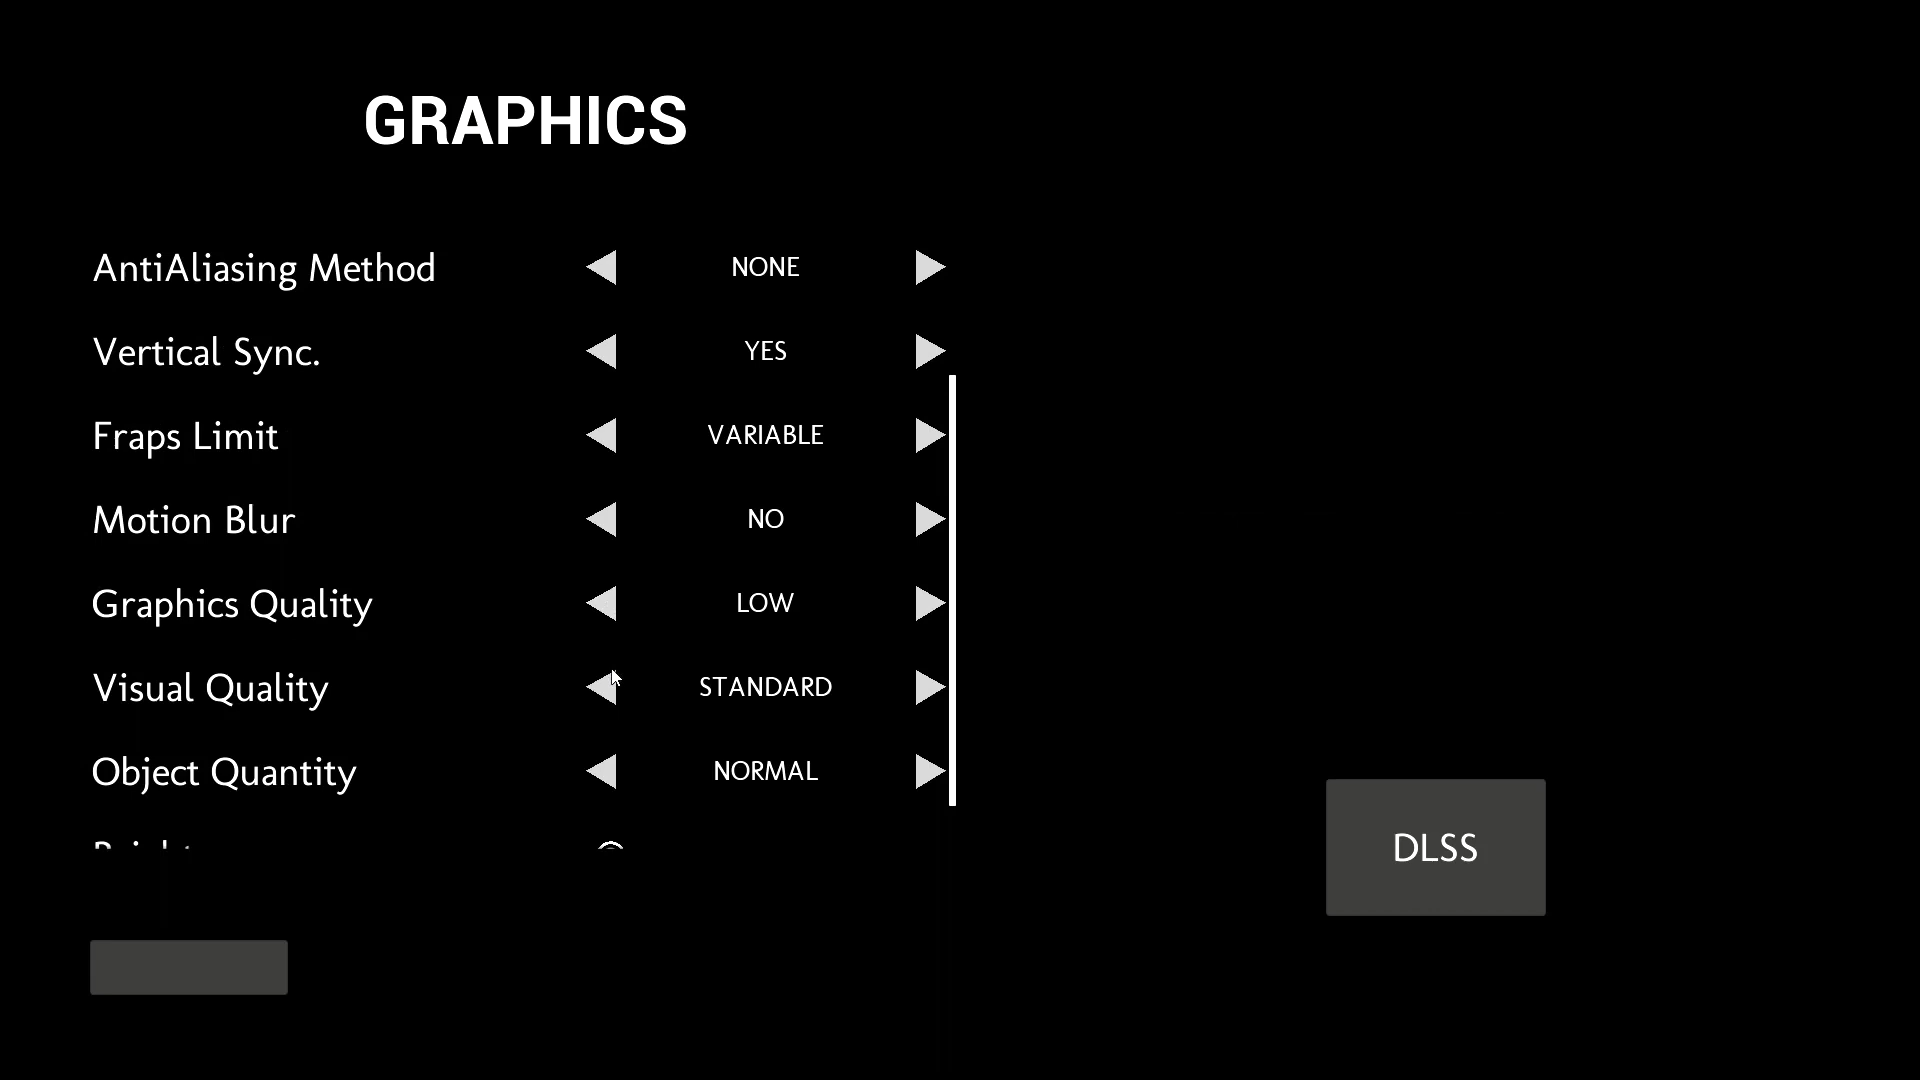 GRAPHICS
AntiAliasing Method NONE
Vertical Sync. YES
Fraps Limit VARIABLE
Motion Blur NO
Graphics Quality LOW
Visual Quality STANDARD
Object Quantity NORMAL
DLSS